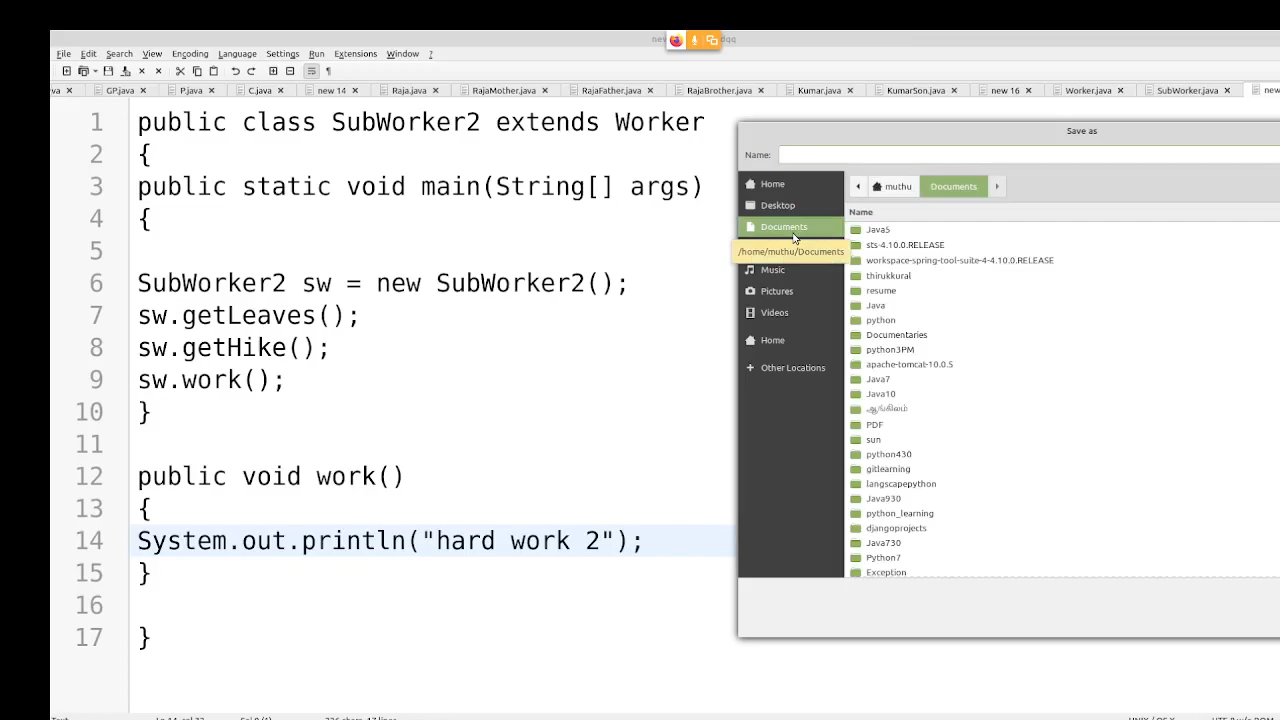 File Edit Search View Encoding Language Settings Run Extensions Window ?
GP.java P.java C.java new 14 Raja.java RajaMother.java RajaFather.java RajaBrother.java Kumar.java KumarSon.java new 16 Worker.java SubWorker.java new
1 public class SubWorker2 extends Worker
2 {
3 public static void main(String[] args)
4 {
5
6 SubWorker2 sw = new SubWorker2();
7 sw.getLeaves();
8 sw.getHike();
9 sw.work();
10 }
11
12 public void work()
13 {
14 System.out.println("hard work 2");
15 }
16
17 }
Save as
Name:
Home
Desktop
Documents
/home/muthu/Documents
Music
Pictures
Videos
Home
Other Locations
muthu Documents
Name
Java5
sts-4.10.0.RELEASE
workspace-spring-tool-suite-4-4.10.0.RELEASE
thirukkural
resume
Java
python
Documentaries
python3PM
apache-tomcat-10.0.5
Java7
Java10
ஆங்கிலம்
PDF
sun
python430
gitlearning
langscapepython
Java930
python_learning
djangoprojects
Java730
Python7
Exception